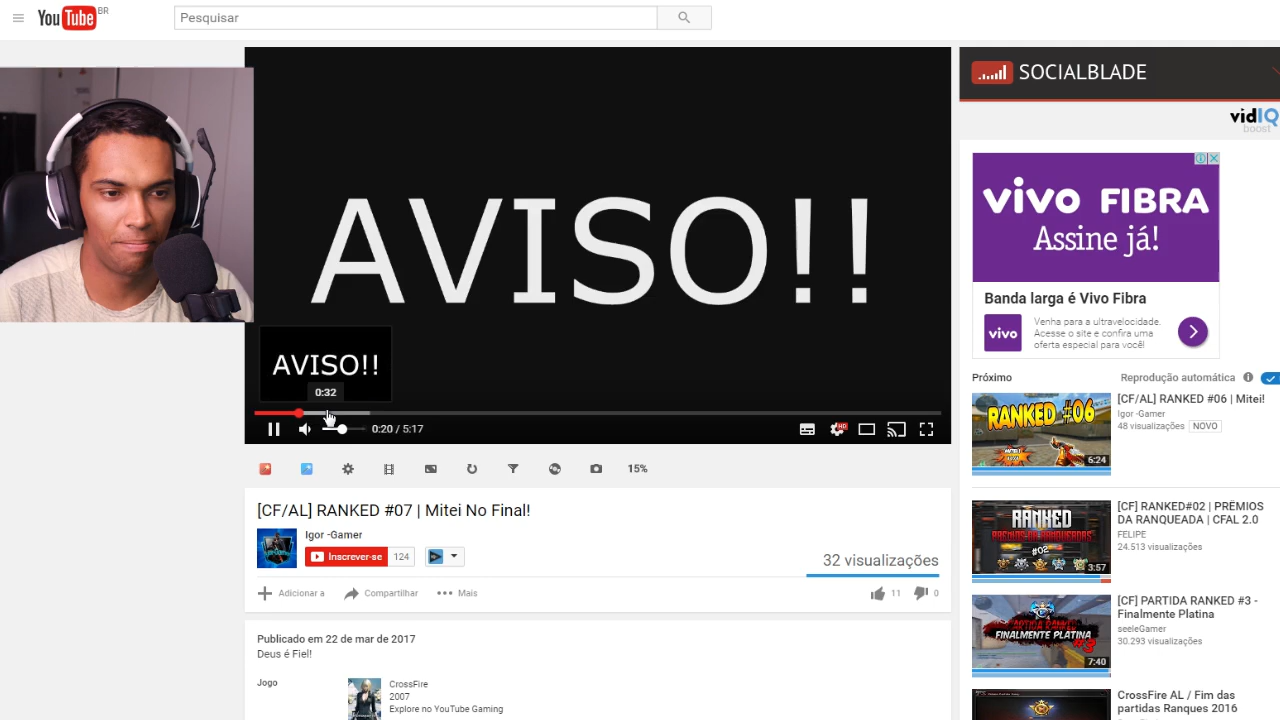 YouTube BR
Pesquisar
SOCIALBLADE
vidIQ
boost
AVISO!!
AVISO!!
0:32
0:20 / 5:17
HD
15%
[CF/AL] RANKED #07 | Mitei No Final!
Igor -Gamer
Inscrever-se 124
32 visualizações
Adicionar a
Compartilhar
Mais
11
0
Publicado em 22 de mar de 2017
Deus é Fiel!
Jogo
CrossFire
2007
Explore no YouTube Gaming
vivo FIBRA
Assine já!
Banda larga é Vivo Fibra
vivo
Venha para a ultravelocidade.
Acesse o site e confira uma
oferta especial para você!
Próximo
Reprodução automática
RANKED #06
6:24
[CF/AL] RANKED #06 | Mitei!
Igor -Gamer
48 visualizações NOVO
RANKED
#02
3:57
[CF] RANKED#02 | PRÊMIOS
DA RANQUEADA | CFAL 2.0
FELIPE
24.513 visualizações
PARTIDA RANKED
FINALMENTE PLATINA
#3
7:40
[CF] PARTIDA RANKED #3 -
Finalmente Platina
seeleGamer
30.293 visualizações
CrossFire AL / Fim das
partidas Ranques 2016